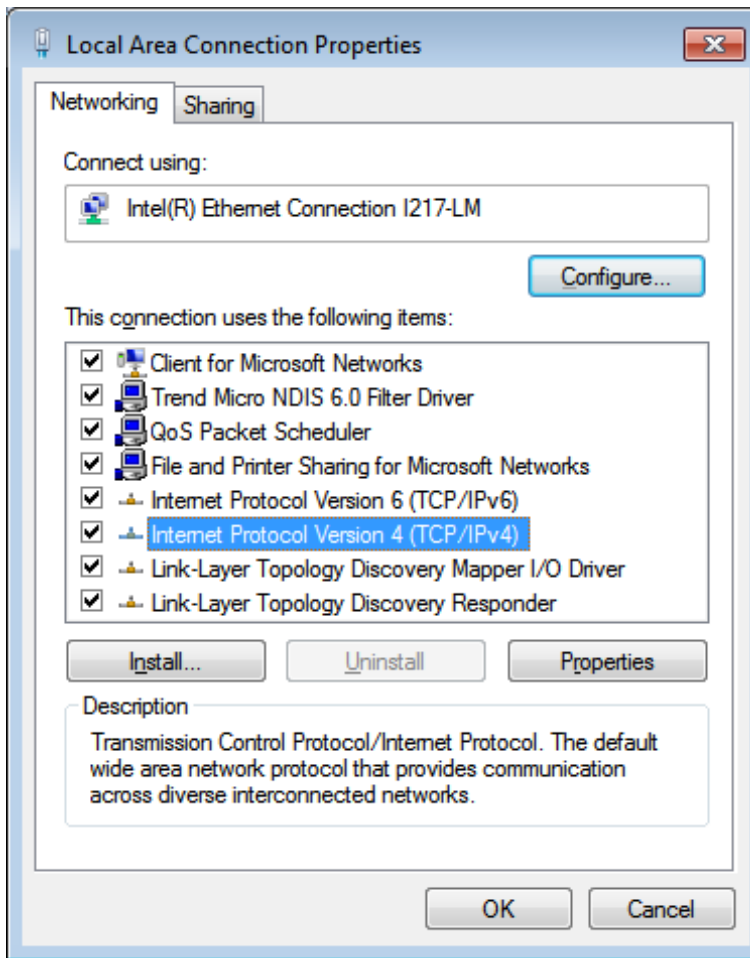 Local Area Connection Properties
Networking
Sharing
Connect using:
Intel(R) Ethernet Connection I217-LM
Configure...
This connection uses the following items:
Client for Microsoft Networks
Trend Micro NDIS 6.0 Filter Driver
QoS Packet Scheduler
File and Printer Sharing for Microsoft Networks
Internet Protocol Version 6 (TCP/IPv6)
Internet Protocol Version 4 (TCP/IPv4)
Link-Layer Topology Discovery Mapper I/O Driver
Link-Layer Topology Discovery Responder
Install...
Uninstall
Properties
Description
Transmission Control Protocol/Internet Protocol. The default
wide area network protocol that provides communication
across diverse interconnected networks.
OK
Cancel